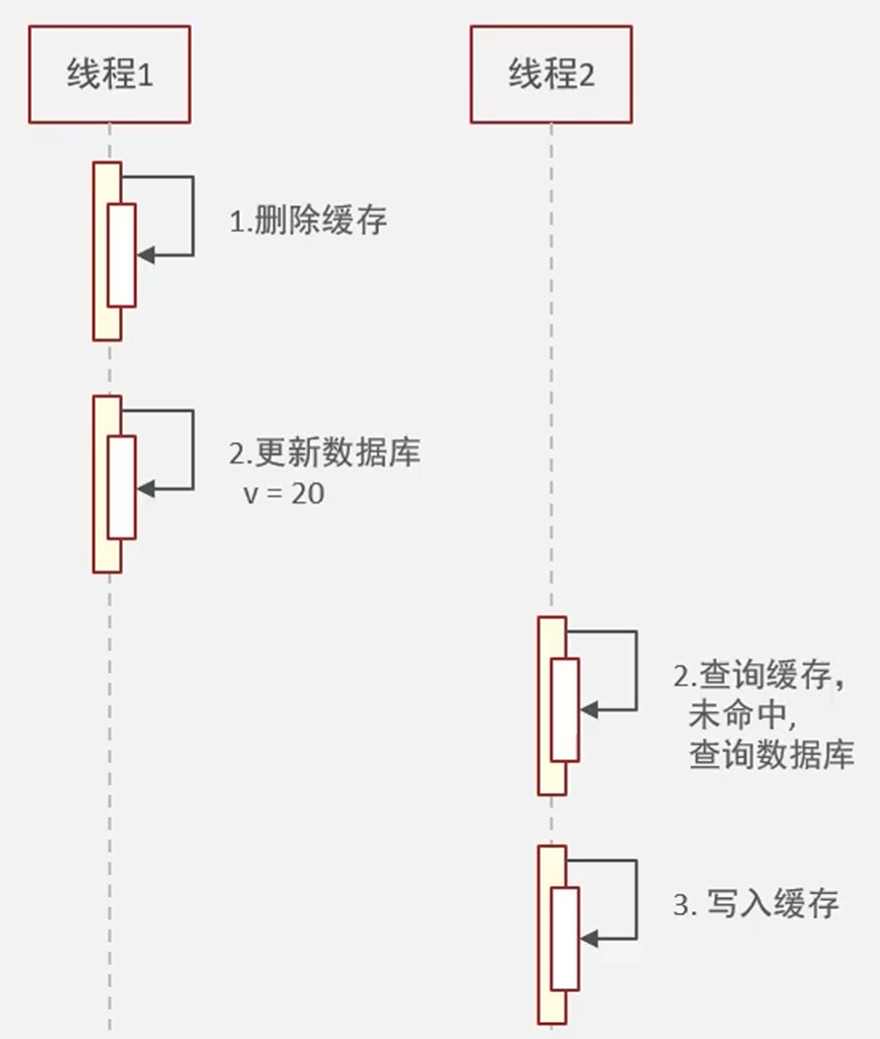 线程1
线程2
1.删除缓存
2.更新数据库
v = 20
2.查询缓存，
未命中,
查询数据库
3. 写入缓存